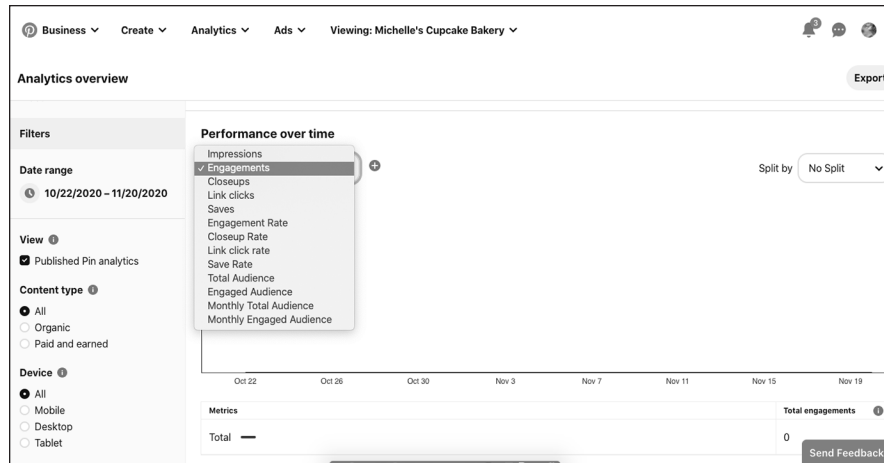 Business Create Analytics Ads Viewing: Michelle's Cupcake Bakery 3
Analytics overview Export
Filters
Date range
10/22/2020 – 11/20/2020
View
Published Pin analytics
Content type
All
Organic
Paid and earned
Device
All
Mobile
Desktop
Tablet
Performance over time
Impressions
✓ Engagements
Closeups
Link clicks
Saves
Engagement Rate
Closeup Rate
Link click rate
Save Rate
Total Audience
Engaged Audience
Monthly Total Audience
Monthly Engaged Audience
Split by No Split
Oct 22 Oct 26 Oct 30 Nov 3 Nov 7 Nov 11 Nov 15 Nov 19
Metrics Total engagements
Total 0
Send Feedback